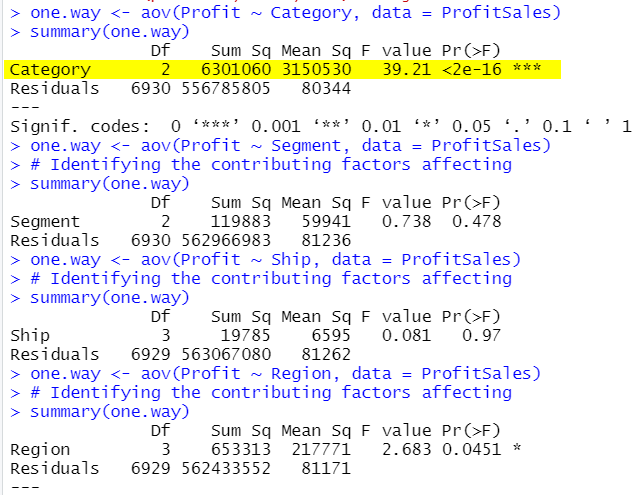 > one.way <- aov(Profit ~ Category, data = ProfitSales)
> summary(one.way)
Df Sum Sq Mean Sq F value Pr(>F)
Category 2 6301060 3150530 39.21 <2e-16 ***
Residuals 6930 556785805 80344
---
Signif. codes: 0 ‘***’ 0.001 ‘**’ 0.01 ‘*’ 0.05 ‘.’ 0.1 ‘ ’ 1
> one.way <- aov(Profit ~ Segment, data = ProfitSales)
> # Identifying the contributing factors affecting
> summary(one.way)
Df Sum Sq Mean Sq F value Pr(>F)
Segment 2 119883 59941 0.738 0.478
Residuals 6930 562966983 81236
> one.way <- aov(Profit ~ Ship, data = ProfitSales)
> # Identifying the contributing factors affecting
> summary(one.way)
Df Sum Sq Mean Sq F value Pr(>F)
Ship 3 19785 6595 0.081 0.97
Residuals 6929 563067080 81262
> one.way <- aov(Profit ~ Region, data = ProfitSales)
> # Identifying the contributing factors affecting
> summary(one.way)
Df Sum Sq Mean Sq F value Pr(>F)
Region 3 653313 217771 2.683 0.0451 *
Residuals 6929 562433552 81171
---